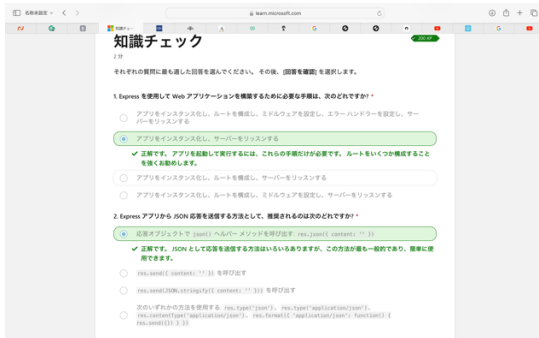 名称未設定
learn.microsoft.com
知識チェック
200 XP
2 分
それぞれの質問に最も適した回答を選んでください。 その後、[回答を確認] を選択します。
1. Express を使用して Web アプリケーションを構築するために必要な手順は、次のどれですか? *
アプリをインスタンス化し、ルートを構成し、ミドルウェアを設定し、エラー ハンドラーを設定し、サー
バーをリッスンする
アプリをインスタンス化し、サーバーをリッスンする
正解です。 アプリを起動して実行するには、これらの手順だけが必要です。 ルートをいくつか構成すること
を強くお勧めします。
アプリをインスタンス化し、ルートを構成し、サーバーをリッスンする
アプリをインスタンス化し、ルートを構成し、ミドルウェアを設定し、サーバーをリッスンする
2. Express アプリから JSON 応答を送信する方法として、推奨されるのは次のどれですか? *
応答オブジェクトで json() ヘルパー メソッドを呼び出す: res.json({ content: '' })
正解です。 JSON として応答を送信する方法はいろいろありますが、この方法が最も一般的であり、簡単に使
用できます。
res.send({ content: '' }) を呼び出す
res.send(JSON.stringify({ content: '' })) を呼び出す
次のいずれかの方法を使用する: res.type('json')、res.type('application/json')、
res.contentType('application/json')、res.format({ 'application/json': function() {
res.send({}) } })